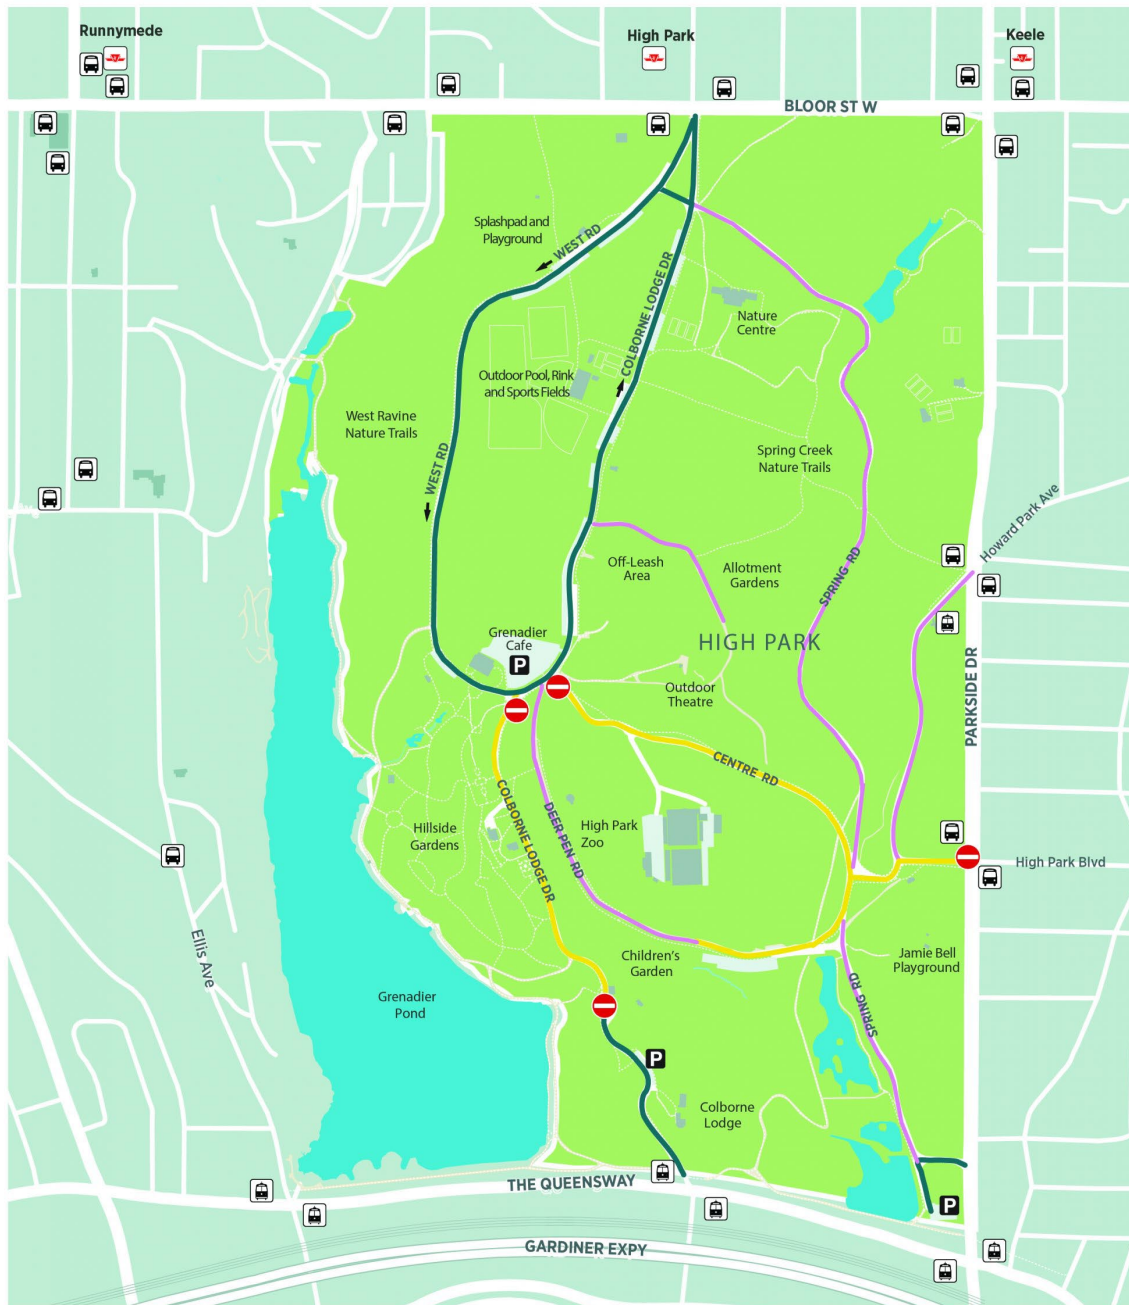 Runnymede
High Park
Keele
BLOOR ST W
Splashpad and
Playground
WEST RD
COLBORNE LODGE DR
Nature
Centre
Outdoor Pool, Rink
and Sports Fields
West Ravine
Nature Trails
WEST RD
Spring Creek
Nature Trails
Howard Park Ave
Off-Leash
Area
Allotment
Gardens
SPRING RD
HIGH PARK
Grenadier
Cafe
P
Outdoor
Theatre
PARKSIDE DR
CENTRE RD
COLBORNE LODGE DR
DEER PEN RD
High Park
Zoo
Hillside
Gardens
High Park Blvd
Ellis Ave
Children's
Garden
Jamie Bell
Playground
Grenadier
Pond
SPRING RD
P
Colborne
Lodge
THE QUEENSWAY
P
GARDINER EXPY